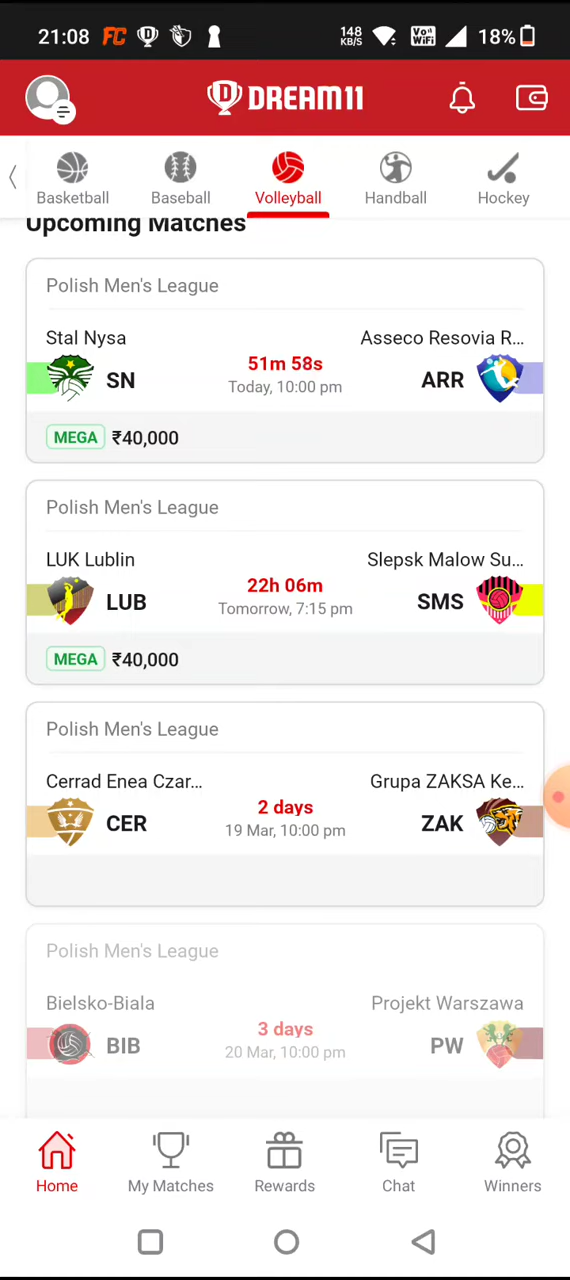 21:08 FC D 148 KB/S Vo)) WiFi 18%
D DREAM11
Basketball Baseball Volleyball Handball Hockey
Upcoming Matches
Polish Men's League
Stal Nysa Asseco Resovia R...
51m 58s
SN ARR
Today, 10:00 pm
MEGA ₹40,000
Polish Men's League
LUK Lublin Slepsk Malow Su...
22h 06m
LUB SMS
Tomorrow, 7:15 pm
MEGA ₹40,000
Polish Men's League
Cerrad Enea Czar... Grupa ZAKSA Ke...
2 days
CER ZAK
19 Mar, 10:00 pm
Polish Men's League
Bielsko-Biala Projekt Warszawa
3 days
BIB PW
20 Mar, 10:00 pm
Home My Matches Rewards Chat Winners